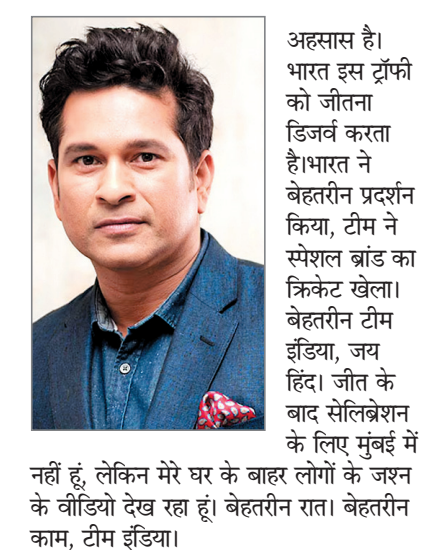 अहसास है।
भारत इस ट्रॉफी
को जीतना
डिजर्व करता
है।भारत ने
बेहतरीन प्रदर्शन
किया, टीम ने
स्पेशल ब्रांड का
क्रिकेट खेला।
बेहतरीन टीम
इंडिया, जय
हिंद। जीत के
बाद सेलिब्रेशन
के लिए मुंबई में
नहीं हूं, लेकिन मेरे घर के बाहर लोगों के जश्न
के वीडियो देख रहा हूं। बेहतरीन रात। बेहतरीन
काम, टीम इंडिया।